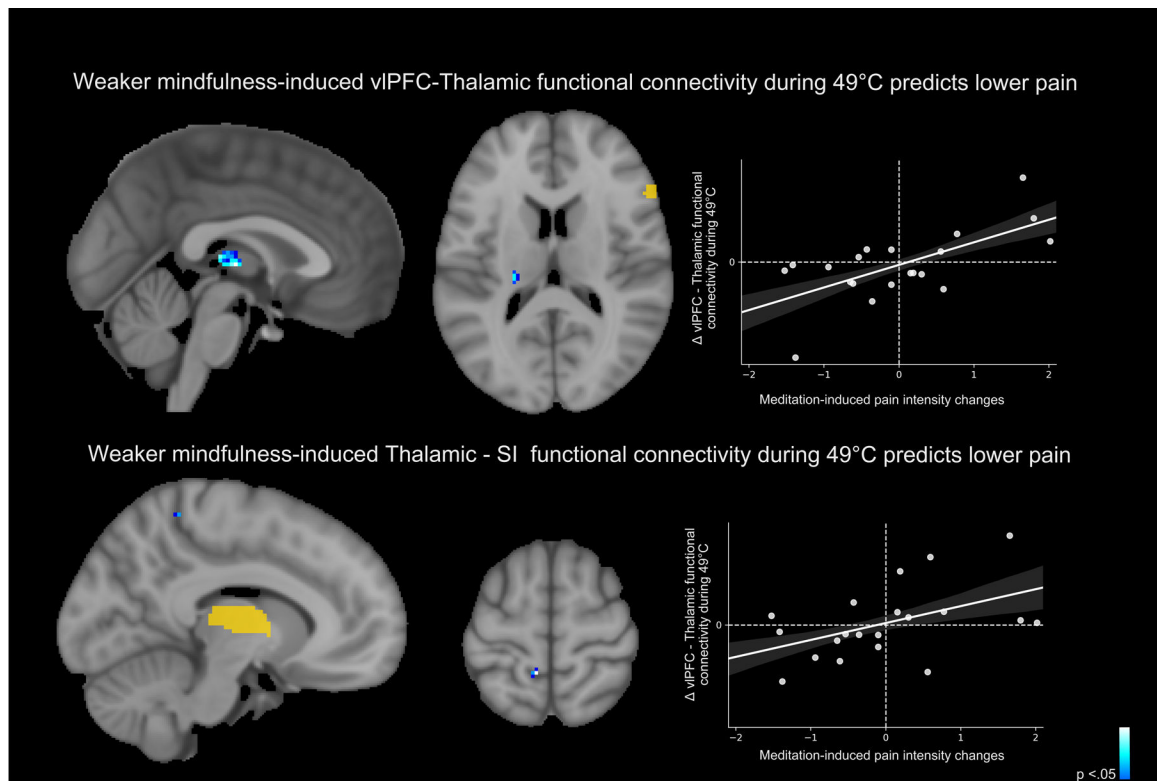 Weaker mindfulness-induced vlPFC-Thalamic functional connectivity during 49°C predicts lower pain
Δ vlPFC - Thalamic functional
connectivity during 49°C
0
−2
−1
0
1
2
Meditation-induced pain intensity changes
Weaker mindfulness-induced Thalamic - SI functional connectivity during 49°C predicts lower pain
Δ vlPFC - Thalamic functional
connectivity during 49°C
0
−2
−1
0
1
2
Meditation-induced pain intensity changes
p <.05